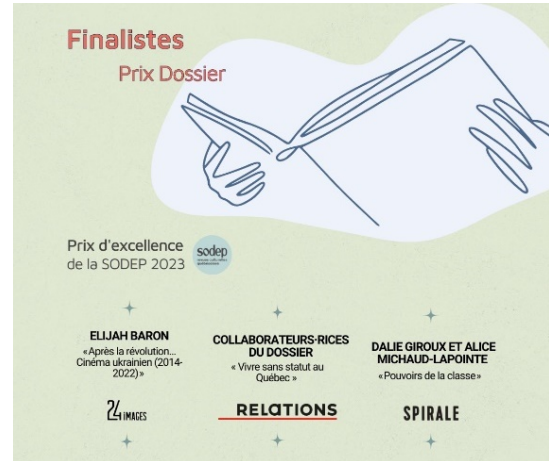 Finalistes
Prix Dossier
Prix d'excellence
de la SODEP 2023
sodep
ELIJAH BARON
«Après la révolution...
Cinéma ukrainien (2014-
2022)»
24 IMAGES
COLLABORATEURS·RICES
DU DOSSIER
« Vivre sans statut au
Québec »
RELATIONS
DALIE GIROUX ET ALICE
MICHAUD-LAPOINTE
«Pouvoirs de la classe»
SPIRALE